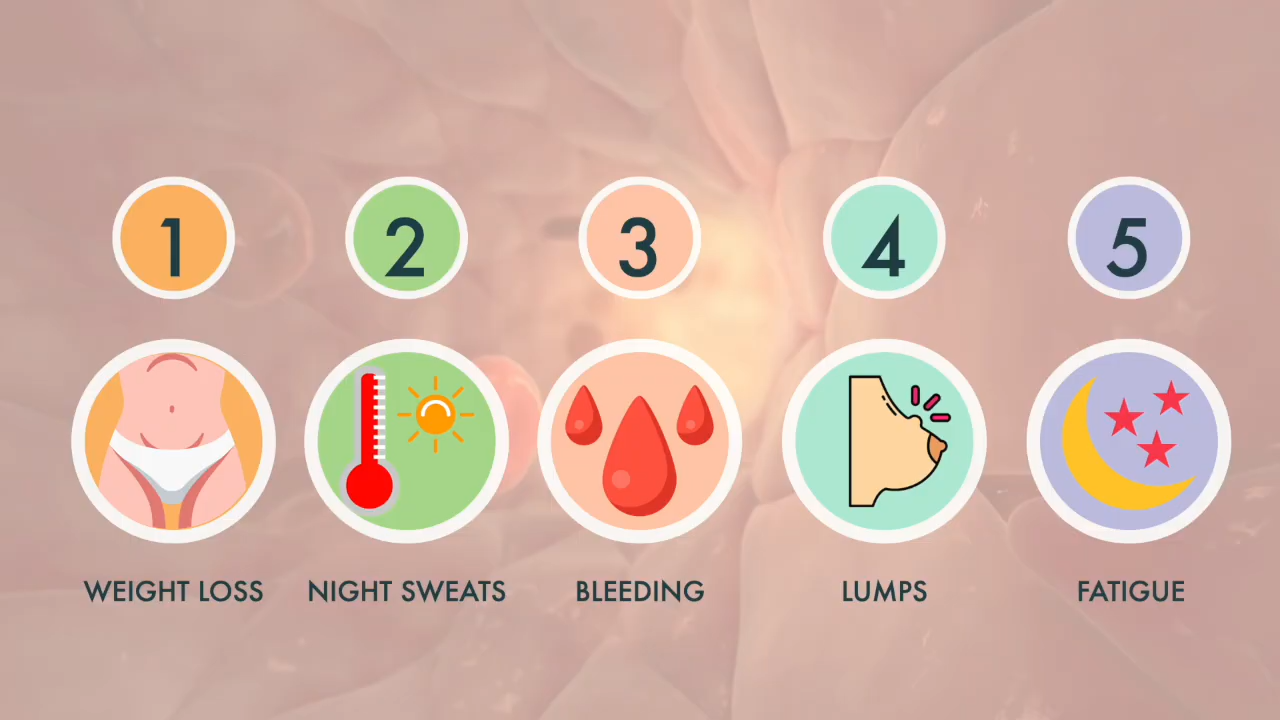 1
2
3
4
5
WEIGHT LOSS
NIGHT SWEATS
BLEEDING
LUMPS
FATIGUE